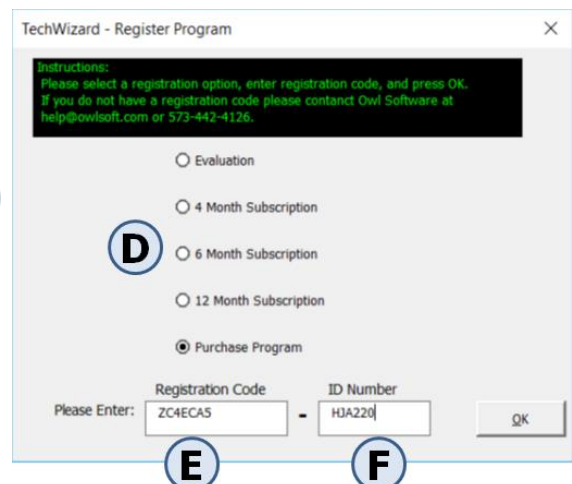 TechWizard - Register Program
Instructions:
Please select a registration option, enter registration code, and press OK.
If you do not have a registration code please contanct Owl Software at
help@owlsoft.com or 573-442-4126.
Evaluation
4 Month Subscription
D
6 Month Subscription
12 Month Subscription
Purchase Program
Registration Code ID Number
Please Enter: ZC4ECA5 - HJA220 OK
E F